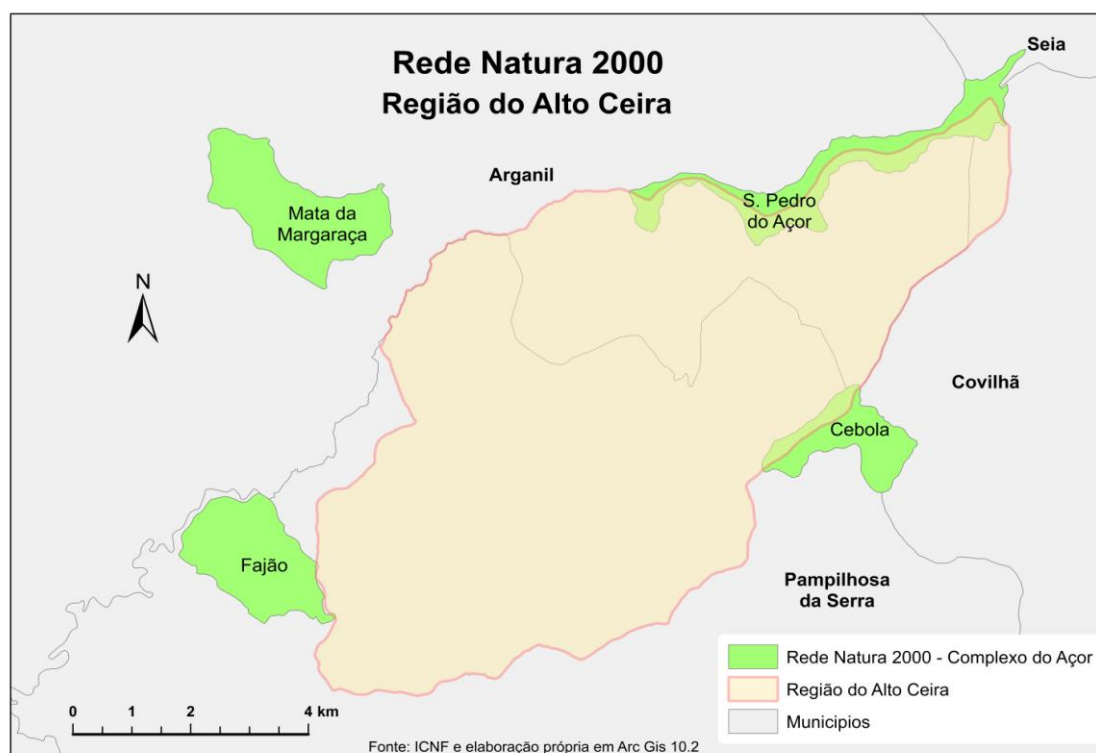 Rede Natura 2000
Região do Alto Ceira
Seia
Arganil
Mata da
Margaraça
S. Pedro
do Açor
N
Covilhã
Cebola
Fajão
Pampilhosa
da Serra
Rede Natura 2000 - Complexo do Açor
Região do Alto Ceira
Municipios
0 1 2 4 km
Fonte: ICNF e elaboração própria em Arc Gis 10.2